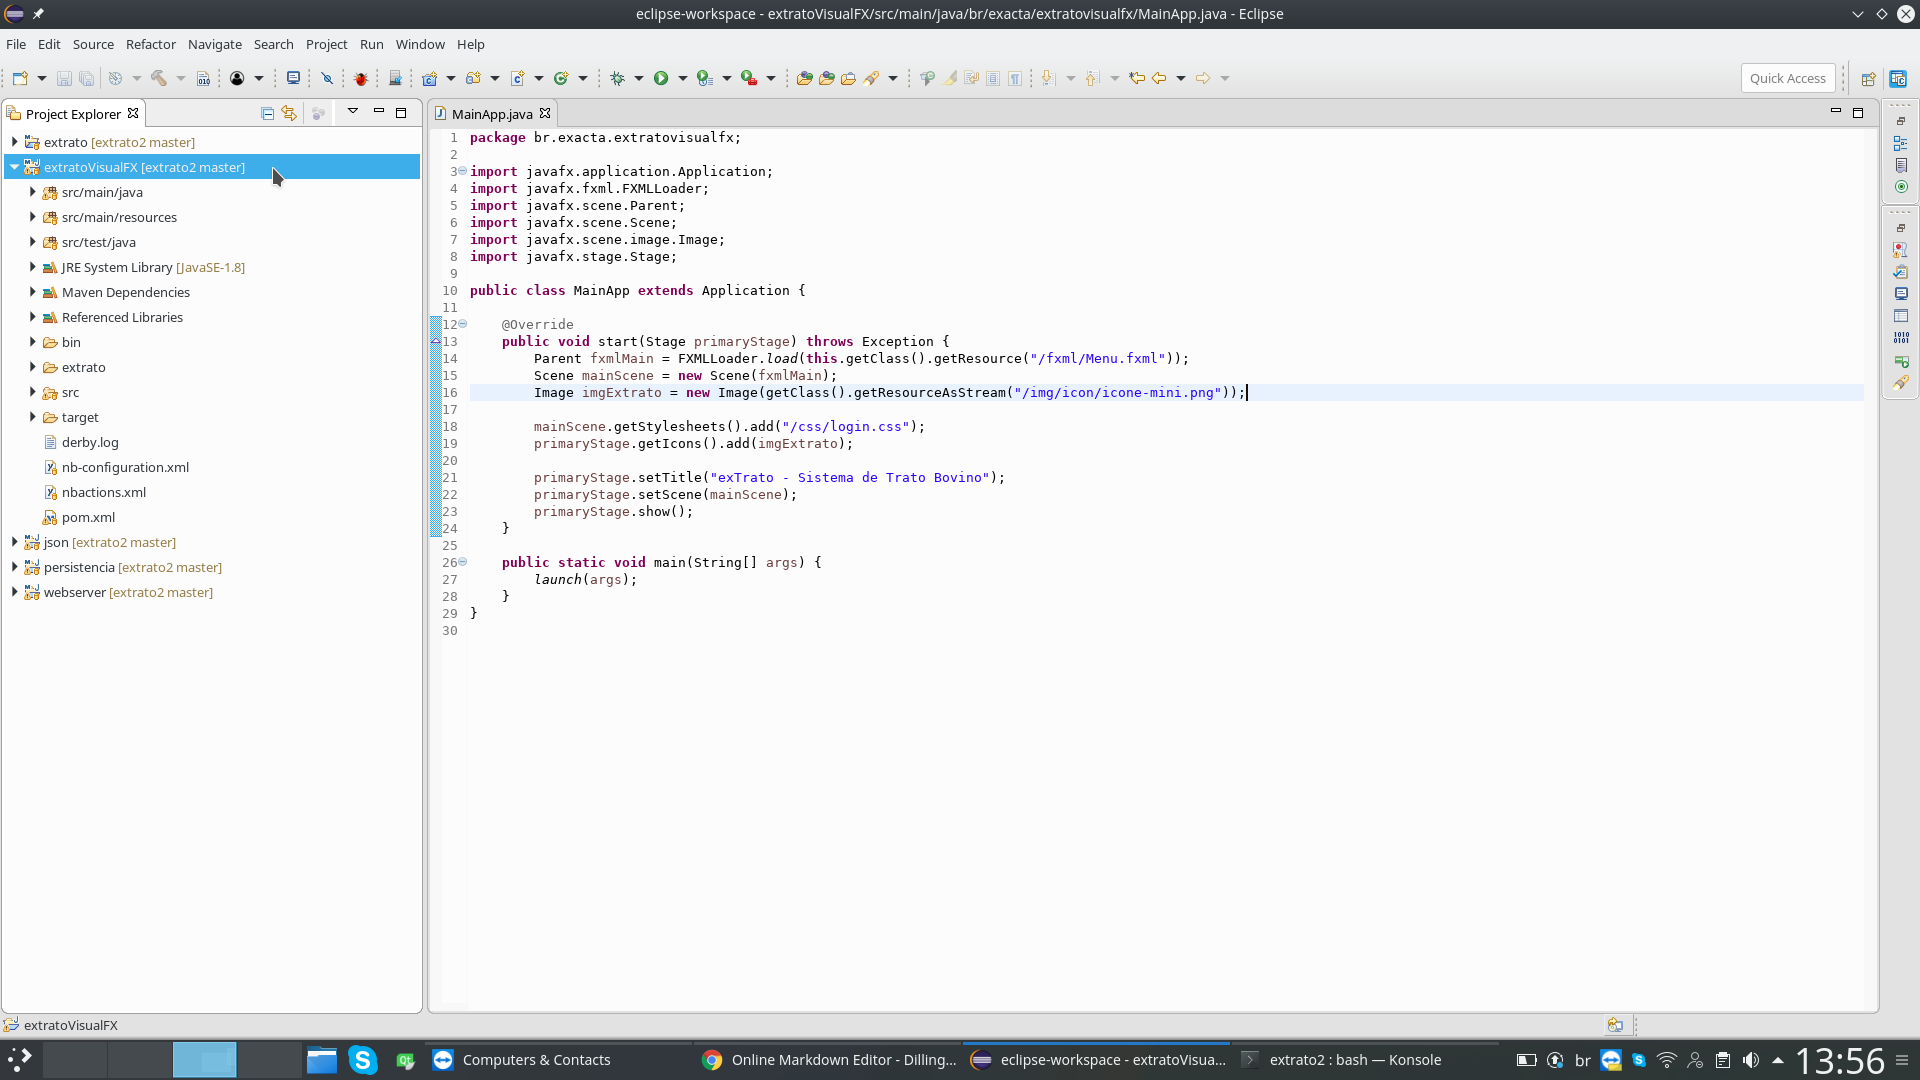 eclipse-workspace - extratoVisualFX/src/main/java/br/exacta/extratovisualfx/MainApp.java - Eclipse
File Edit Source Refactor Navigate Search Project Run Window Help
Quick Access
Project Explorer
extrato [extrato2 master]
extratoVisualFX [extrato2 master]
src/main/java
src/main/resources
src/test/java
JRE System Library [JavaSE-1.8]
Maven Dependencies
Referenced Libraries
bin
extrato
src
target
derby.log
nb-configuration.xml
nbactions.xml
pom.xml
json [extrato2 master]
persistencia [extrato2 master]
webserver [extrato2 master]
MainApp.java
1 package br.exacta.extratovisualfx;
2
3 import javafx.application.Application;
4 import javafx.fxml.FXMLLoader;
5 import javafx.scene.Parent;
6 import javafx.scene.Scene;
7 import javafx.scene.image.Image;
8 import javafx.stage.Stage;
9
10 public class MainApp extends Application {
11
12 @Override
13 public void start(Stage primaryStage) throws Exception {
14 Parent fxmlMain = FXMLLoader.load(this.getClass().getResource("/fxml/Menu.fxml"));
15 Scene mainScene = new Scene(fxmlMain);
16 Image imgExtrato = new Image(getClass().getResourceAsStream("/img/icon/icone-mini.png"));
17
18 mainScene.getStylesheets().add("/css/login.css");
19 primaryStage.getIcons().add(imgExtrato);
20
21 primaryStage.setTitle("exTrato - Sistema de Trato Bovino");
22 primaryStage.setScene(mainScene);
23 primaryStage.show();
24 }
25
26 public static void main(String[] args) {
27 launch(args);
28 }
29 }
30
extratoVisualFX
Computers & Contacts
Online Markdown Editor - Dilling...
eclipse-workspace - extratoVisua...
extrato2 : bash — Konsole
br
13:56